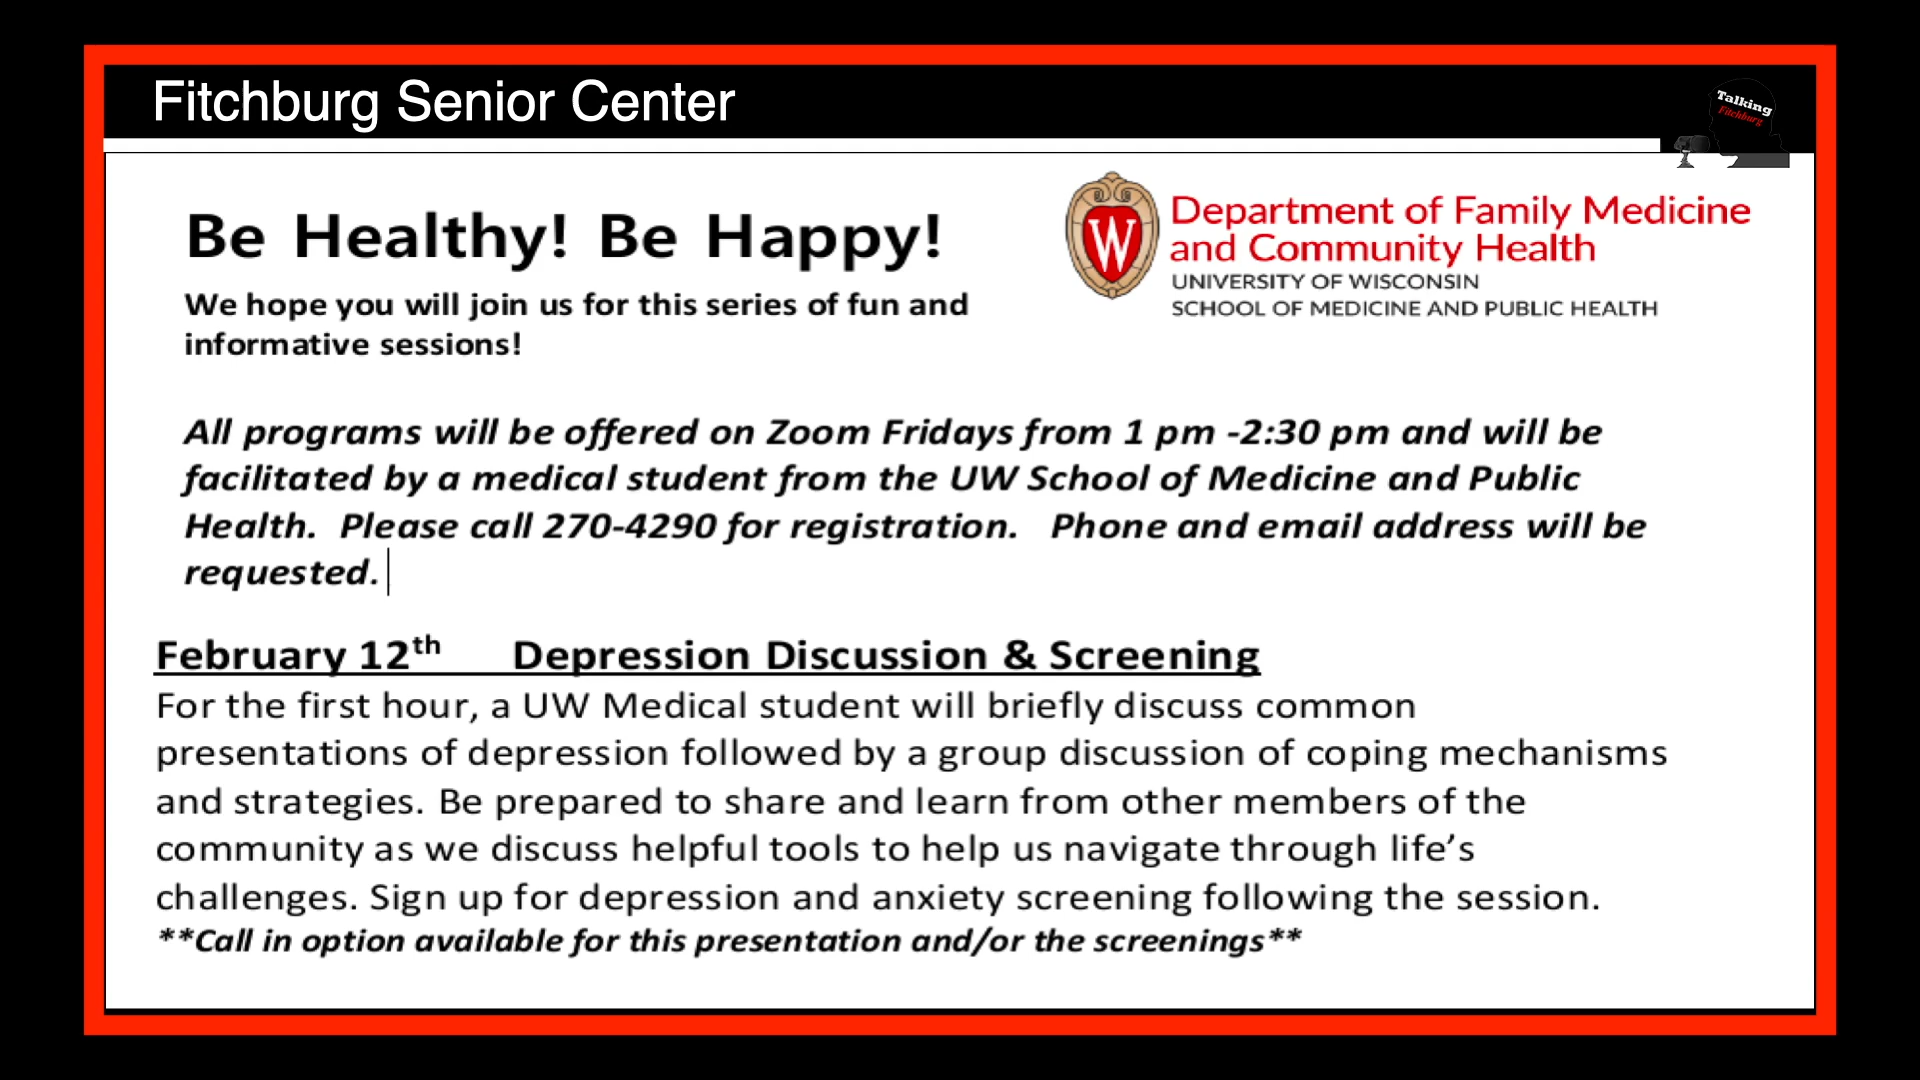 Fitchburg Senior Center
Talking
Fitchburg
Be Healthy! Be Happy!
We hope you will join us for this series of fun and
informative sessions!
W
Department of Family Medicine
and Community Health
UNIVERSITY OF WISCONSIN
SCHOOL OF MEDICINE AND PUBLIC HEALTH
All programs will be offered on Zoom Fridays from 1 pm -2:30 pm and will be
facilitated by a medical student from the UW School of Medicine and Public
Health.  Please call 270-4290 for registration.   Phone and email address will be
requested.
February 12th      Depression Discussion & Screening
For the first hour, a UW Medical student will briefly discuss common
presentations of depression followed by a group discussion of coping mechanisms
and strategies. Be prepared to share and learn from other members of the
community as we discuss helpful tools to help us navigate through life’s
challenges. Sign up for depression and anxiety screening following the session.
**Call in option available for this presentation and/or the screenings**